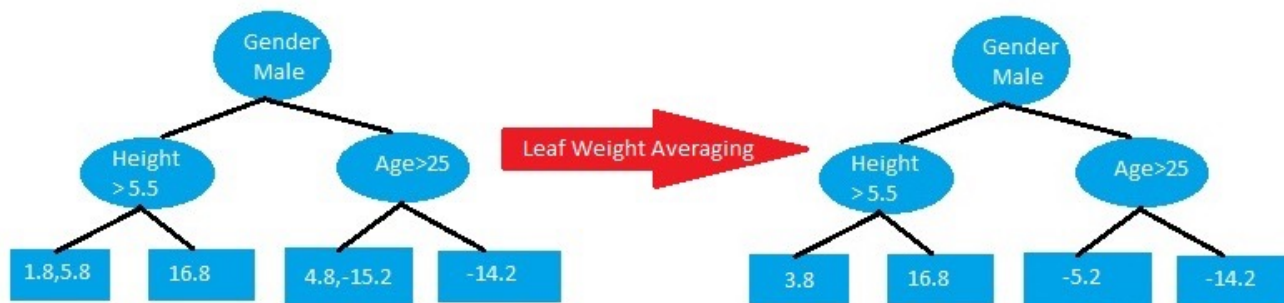 Gender
Male
Height
> 5.5
Age>25
1.8,5.8
16.8
4.8,-15.2
-14.2
Leaf Weight Averaging
Gender
Male
Height
> 5.5
Age>25
3.8
16.8
-5.2
-14.2